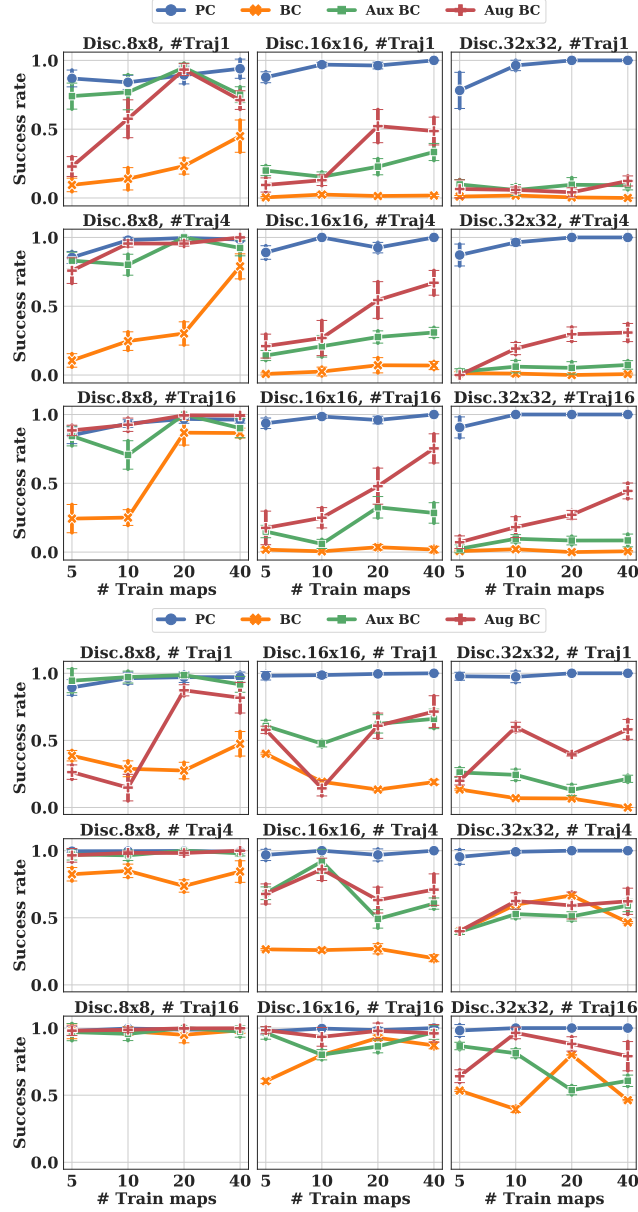 PC BC Aux BC Aug BC
Disc.8x8, #Traj1 Disc.16x16, #Traj1 Disc.32x32, #Traj1
Success rate
1.0
0.5
0.0
Disc.8x8, #Traj4 Disc.16x16, #Traj4 Disc.32x32, #Traj4
Success rate
1.0
0.5
0.0
Disc.8x8, #Traj16 Disc.16x16, #Traj16 Disc.32x32, #Traj16
Success rate
1.0
0.5
0.0
5 10 20 40 5 10 20 40 5 10 20 40
# Train maps # Train maps # Train maps
PC BC Aux BC Aug BC
Disc.8x8, # Traj1 Disc.16x16, # Traj1 Disc.32x32, # Traj1
Success rate
1.0
0.5
0.0
Disc.8x8, # Traj4 Disc.16x16, # Traj4 Disc.32x32, # Traj4
Success rate
1.0
0.5
0.0
Disc.8x8, # Traj16 Disc.16x16, # Traj16 Disc.32x32, # Traj16
Success rate
1.0
0.5
0.0
5 10 20 40 5 10 20 40 5 10 20 40
# Train maps # Train maps # Train maps